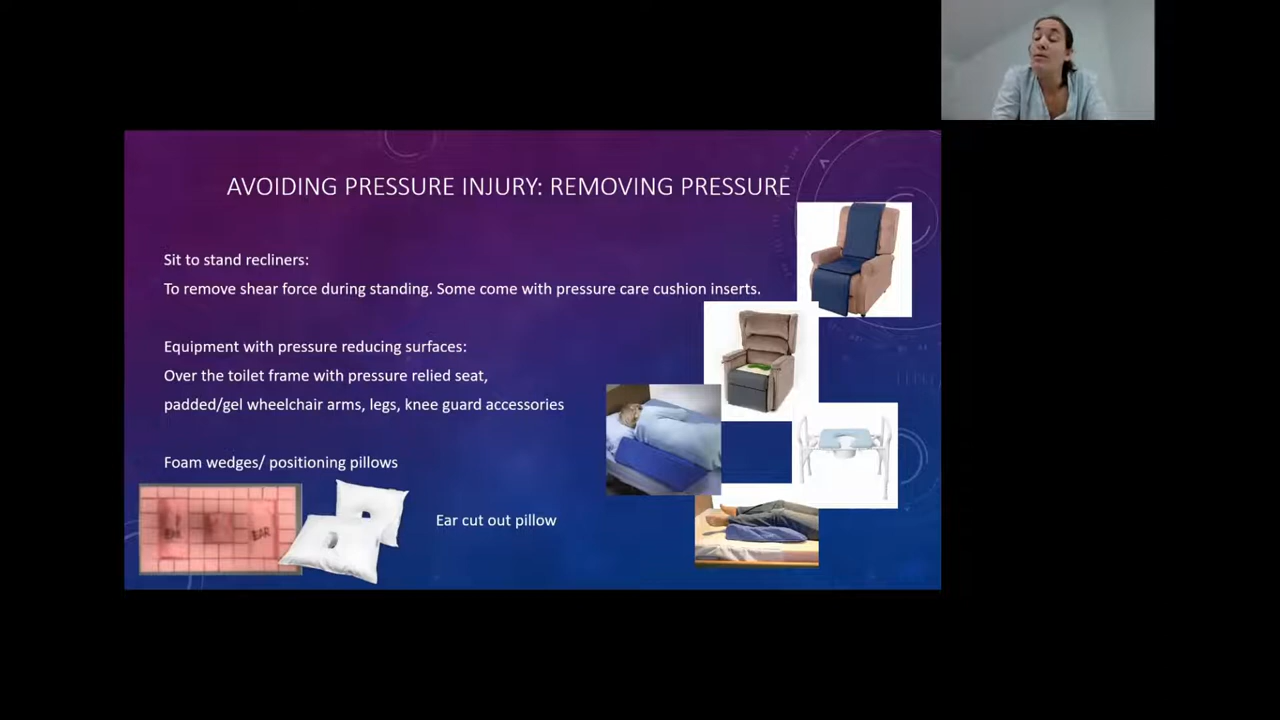 AVOIDING PRESSURE INJURY: REMOVING PRESSURE
Sit to stand recliners:
To remove shear force during standing. Some come with pressure care cushion inserts.
Equipment with pressure reducing surfaces:
Over the toilet frame with pressure relied seat,
padded/gel wheelchair arms, legs, knee guard accessories
Foam wedges/ positioning pillows
EAR
Ear cut out pillow